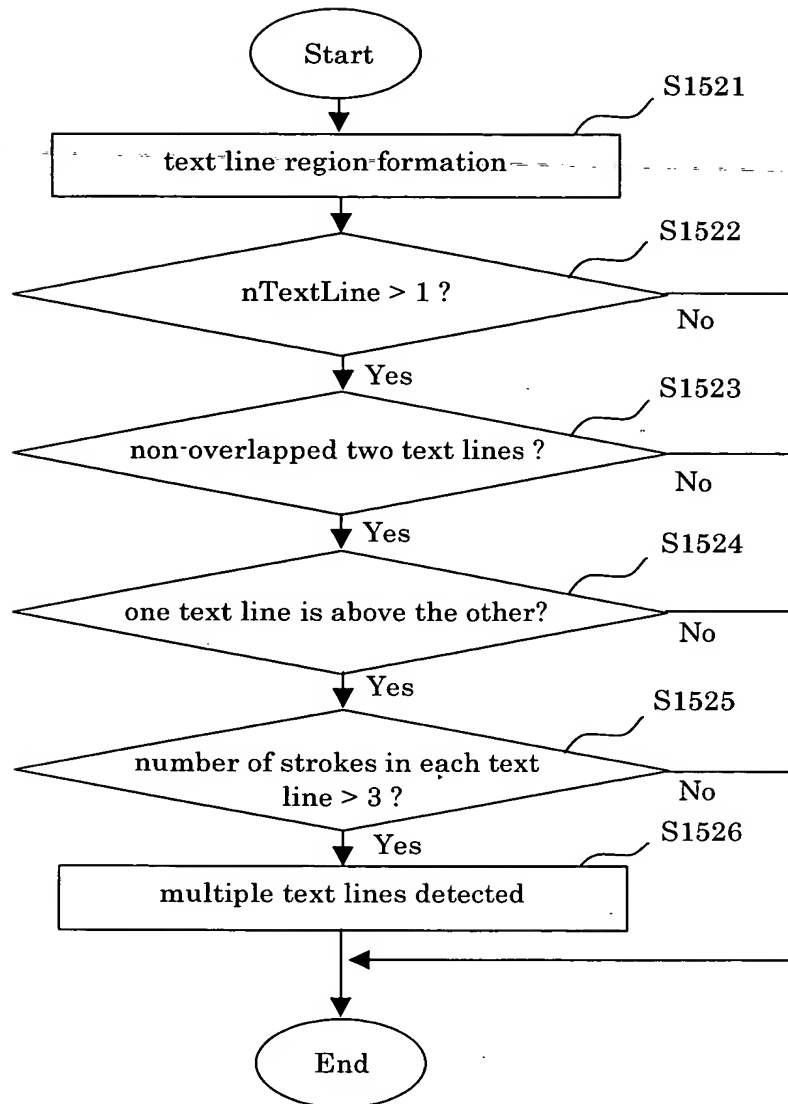 Start
S1521
text line region formation
S1522
nTextLine > 1 ?
No
Yes
S1523
non-overlapped two text lines ?
No
Yes
S1524
one text line is above the other?
No
Yes
S1525
number of strokes in each text
line > 3 ?
No
Yes
S1526
multiple text lines detected
End